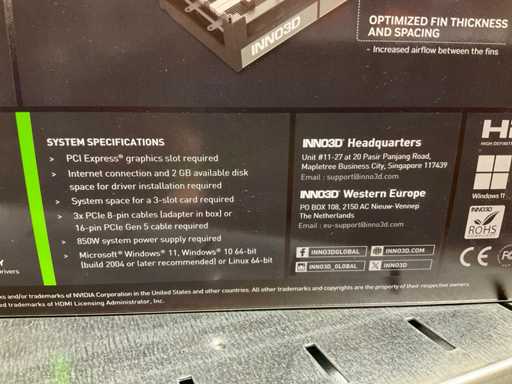 OPTIMIZED FIN THICKNESS
AND SPACING
- Increased airflow between the fins
INNO3D
SYSTEM SPECIFICATIONS
> PCI Express® graphics slot required
> Internet connection and 2 GB available disk
space for driver installation required
> System space for a 3-slot card required
> 3x PCIe 8-pin cables (adapter in box) or
16-pin PCIe Gen 5 cable required
> 850W system power supply required
> Microsoft® Windows® 11, Windows® 10 64-bit
(build 2004 or later recommended) or Linux 64-bit
INNO3D® Headquarters
Unit #11-27 at 20 Pasir Panjang Road,
Mapletree Business City, Singapore 117439
Email : support@inno3d.com
INNO3D® Western Europe
PO BOX 108, 2150 AC Nieuw-Vennep
The Netherlands
Email : eu-support@inno3d.com
INNO3DGLOBAL
INNO3D.COM
INNO3D_GLOBAL
INNO3D
Windows 11
INNO3D
ROHS
CE
drivers
ks and/or trademarks of NVIDIA Corporation in the United States and other countries. All other trademarks and copyrights are the property of their respective owners.
ed trademarks of HDMI Licensing Administrator, Inc.